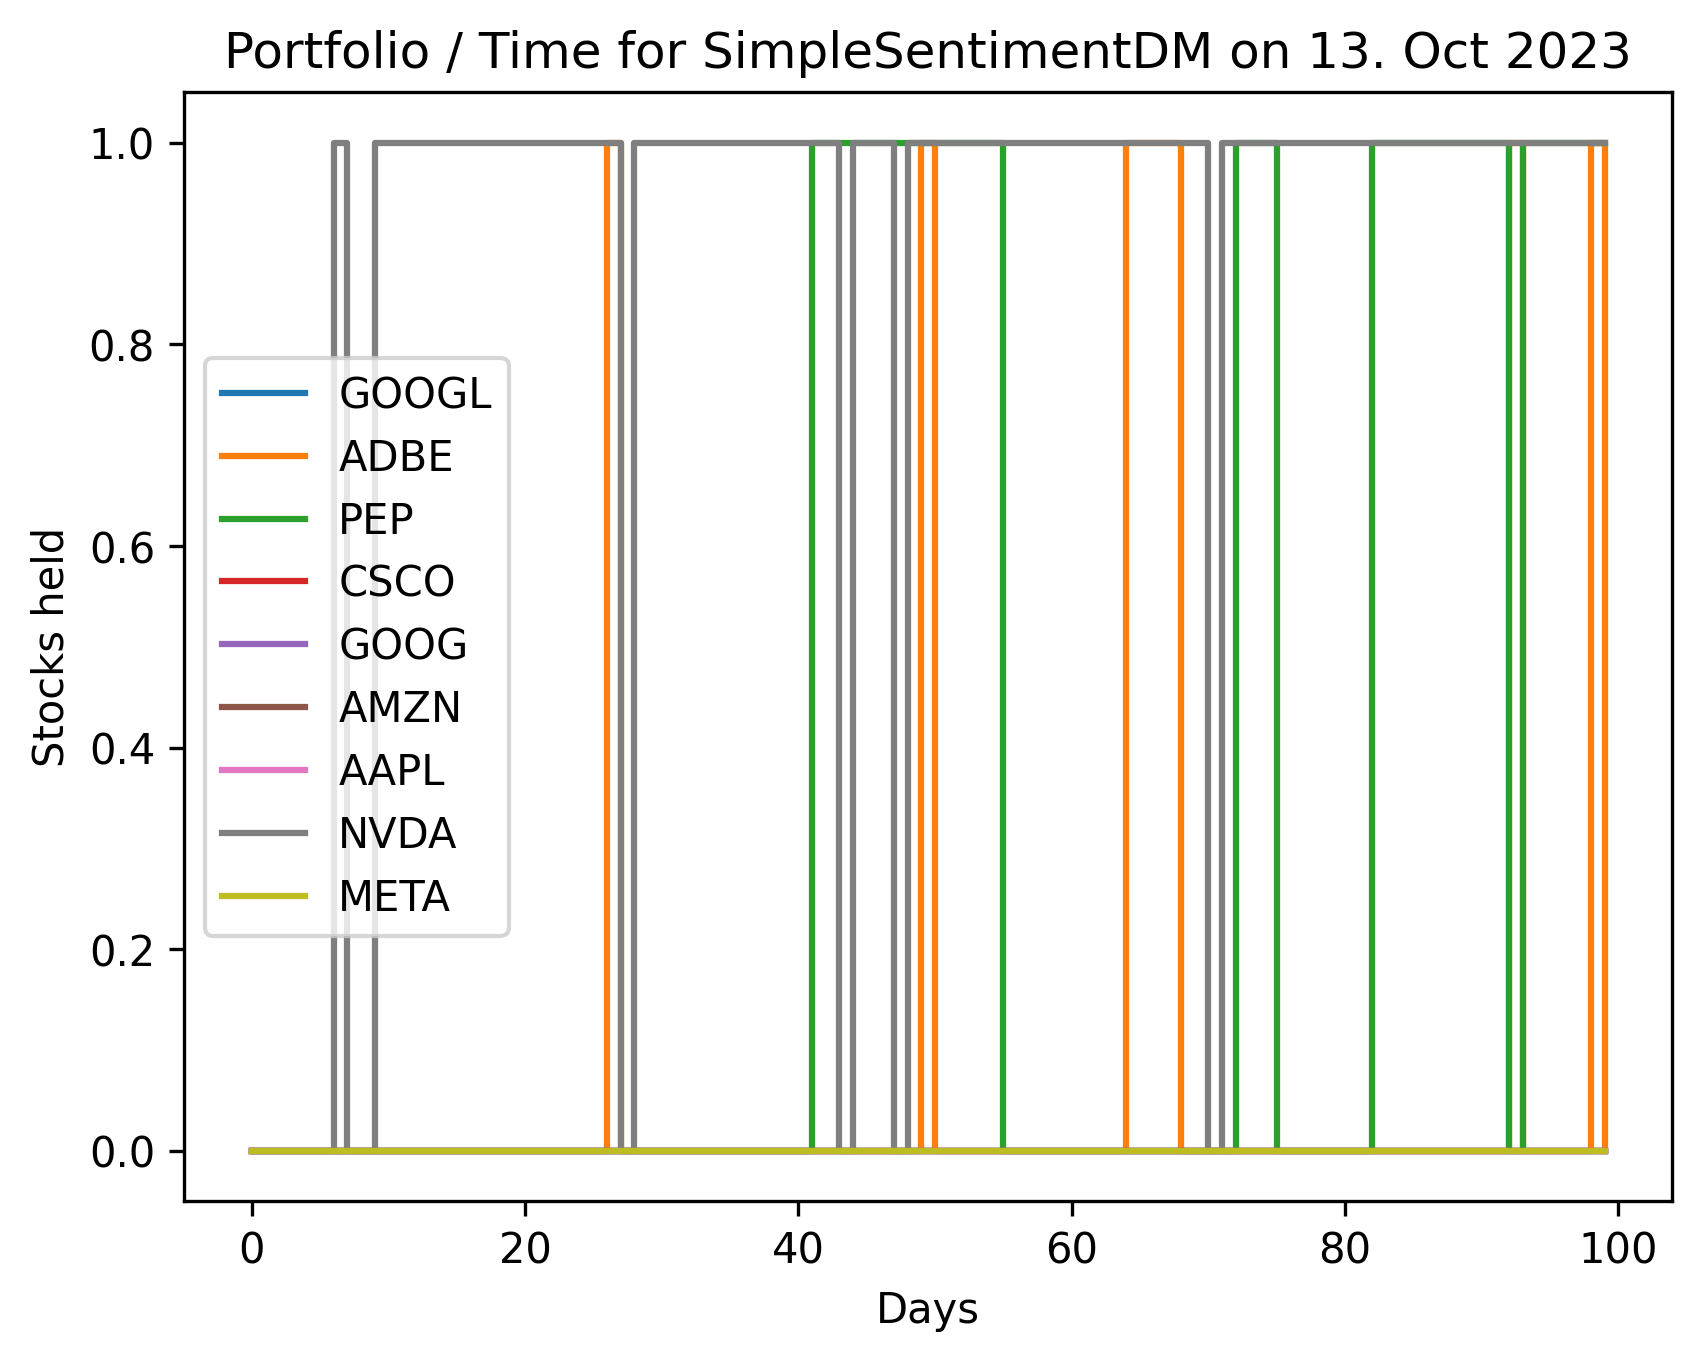 Portfolio / Time for SimpleSentimentDM on 13. Oct 2023
1.0
0.8
0.6
0.4
0.2
0.0
Stocks held
GOOGL
ADBE
PEP
CSCO
GOOG
AMZN
AAPL
NVDA
META
0
20
40
60
80
100
Days